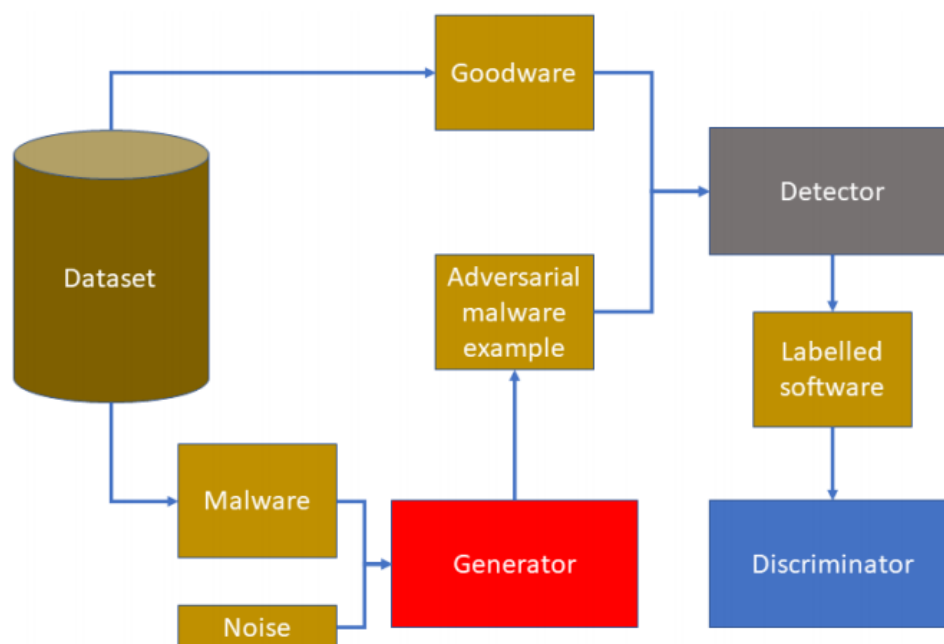 Goodware
Detector
Dataset
Adversarial
malware
example
Labelled
software
Malware
Generator
Discriminator
Noise